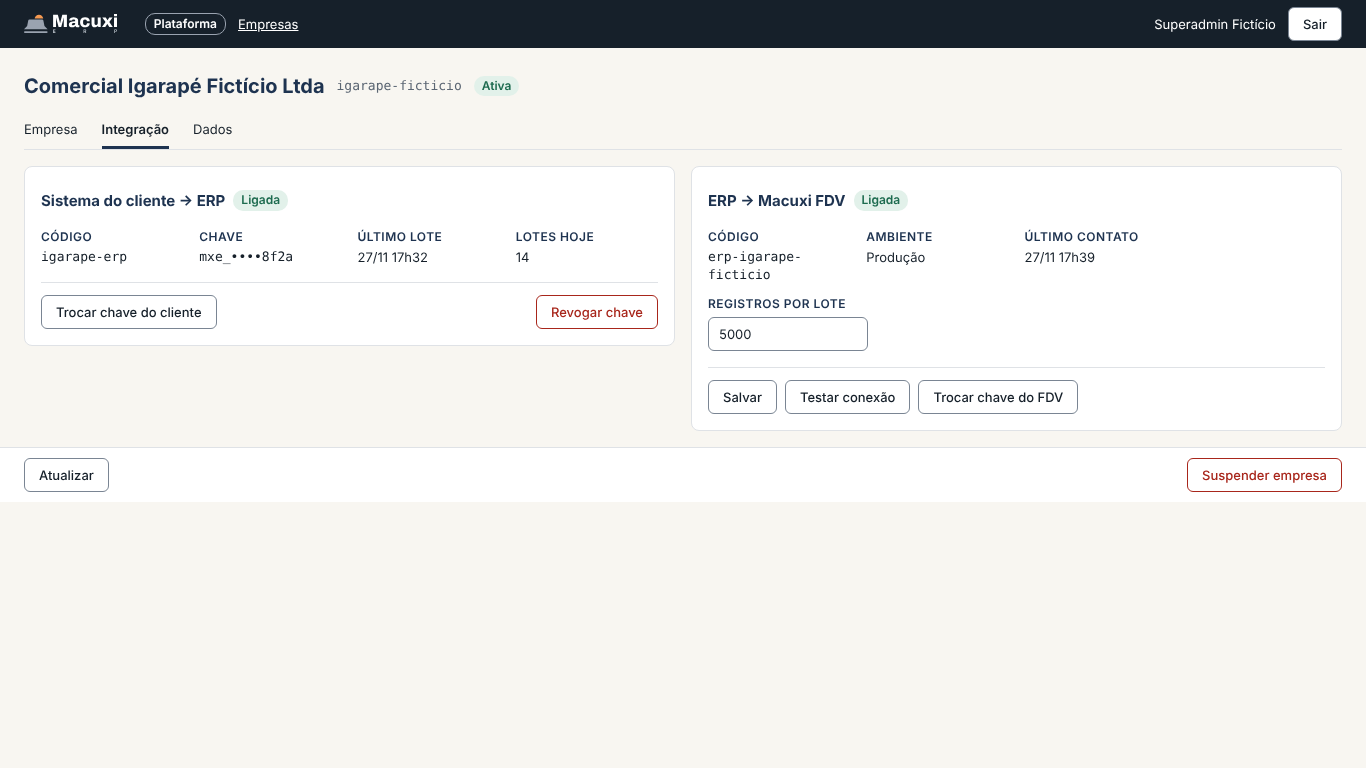 Macuxi
ERP
Plataforma
Empresas
Superadmin Fictício
Sair
Comercial Igarapé Fictício Ltda
igarape-ficticio
Ativa
Empresa
Integração
Dados
Sistema do cliente → ERP
Ligada
CÓDIGO
igarape-erp
CHAVE
mxe_••••8f2a
ÚLTIMO LOTE
27/11 17h32
LOTES HOJE
14
Trocar chave do cliente
Revogar chave
ERP → Macuxi FDV
Ligada
CÓDIGO
erp-igarape-
ficticio
AMBIENTE
Produção
ÚLTIMO CONTATO
27/11 17h39
REGISTROS POR LOTE
5000
Salvar
Testar conexão
Trocar chave do FDV
Atualizar
Suspender empresa